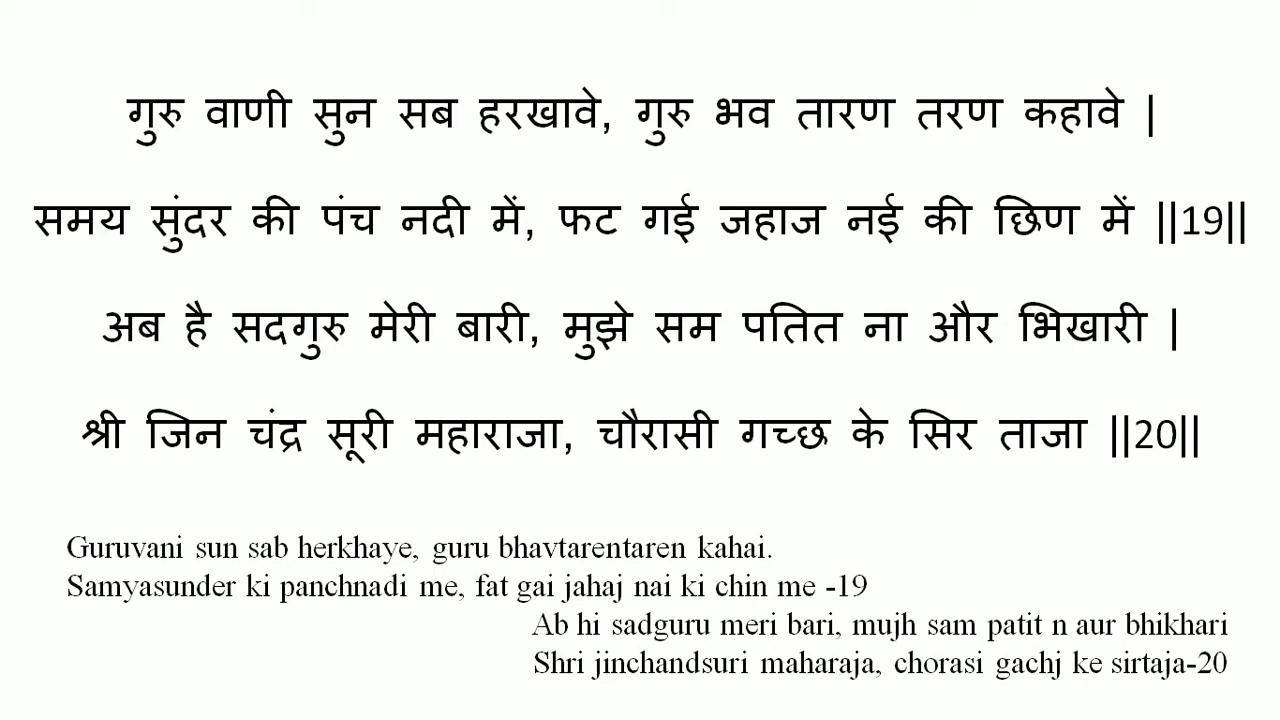 गुरु वाणी सुन सब हरखावे, गुरु भव तारण तरण कहावे |
समय सुंदर की पंच नदी में, फट गई जहाज नई की छिण में ||19||
अब है सदगुरु मेरी बारी, मुझे सम पतित ना और भिखारी |
श्री जिन चंद्र सूरी महाराजा, चौरासी गच्छ के सिर ताजा ||20||
Guruvani sun sab herkhaye, guru bhavtarentaren kahai.
Samyasunder ki panchnadi me, fat gai jahaj nai ki chin me -19
Ab hi sadguru meri bari, mujh sam patit n aur bhikhari
Shri jinchandsuri maharaja, chorasi gachj ke sirtaja-20